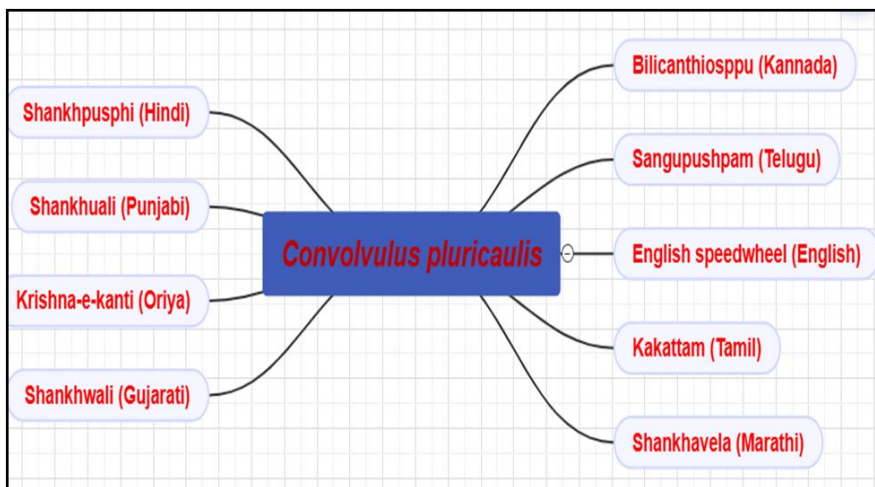 Shankhpusphi (Hindi)
Shankhuali (Punjabi)
Krishna-e-kanti (Oriya)
Shankhwali (Gujarati)
Convolvulus pluricaulis
Bilicanthiosppu (Kannada)
Sangupushpam (Telugu)
English speedwheel (English)
Kakattam (Tamil)
Shankhavela (Marathi)